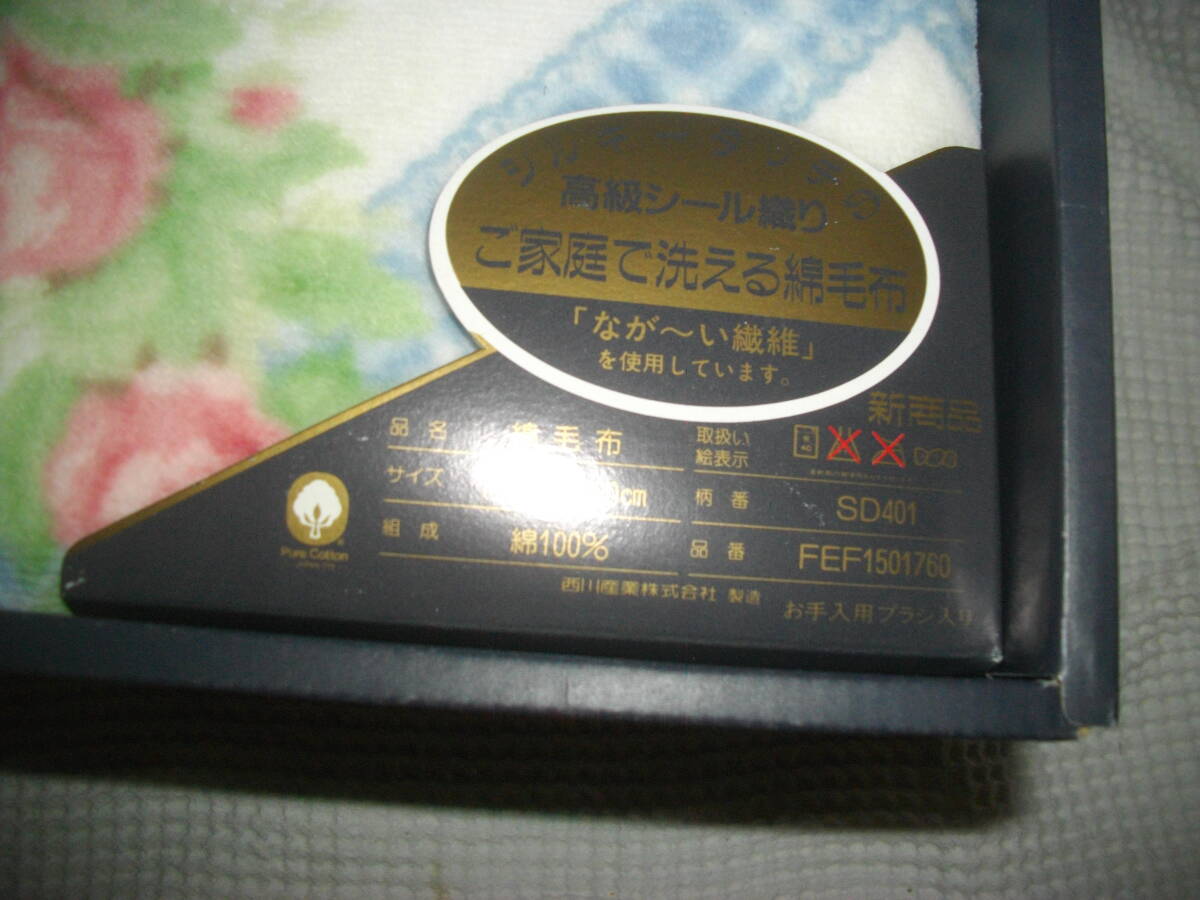 高級シール織り
ご家庭で洗える綿毛布
「なが〜い繊維」
を使用しています。
新商品
品名 綿毛布
サイズ cm
組成 綿100%
取扱い
絵表示
柄番 SD401
品番 FEF1501760
Pure Cotton
西川産業株式会社 製造
お手入用ブラシ入り